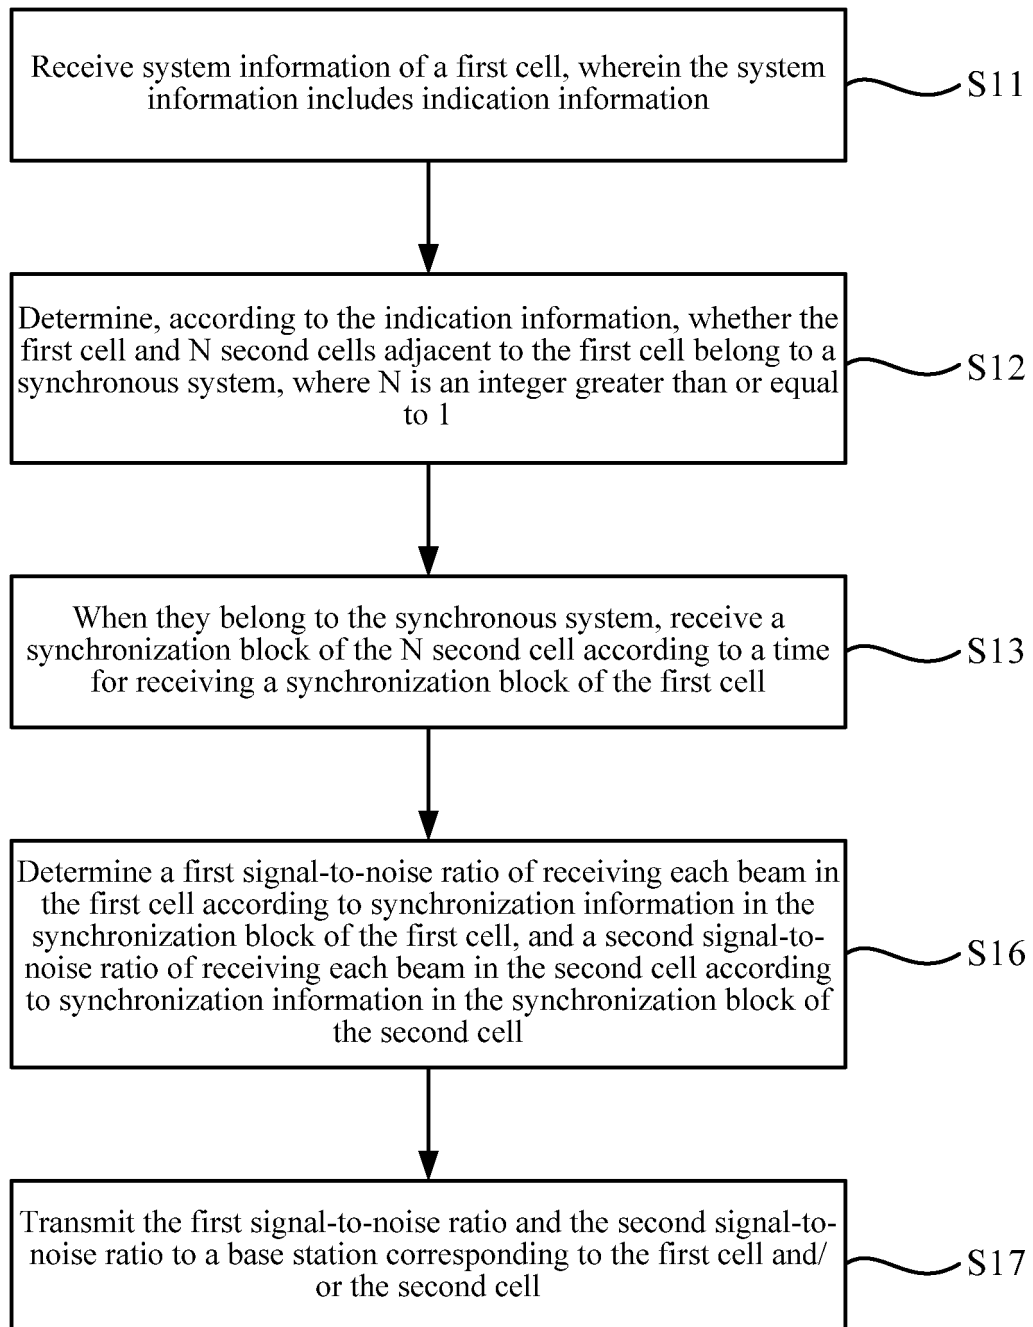 Receive system information of a first cell, wherein the system
information includes indication information
S11
Determine, according to the indication information, whether the
first cell and N second cells adjacent to the first cell belong to a
synchronous system, where N is an integer greater than or equal
to 1
S12
When they belong to the synchronous system, receive a
synchronization block of the N second cell according to a time
for receiving a synchronization block of the first cell
S13
Determine a first signal-to-noise ratio of receiving each beam in
the first cell according to synchronization information in the
synchronization block of the first cell, and a second signal-to-
noise ratio of receiving each beam in the second cell according
to synchronization information in the synchronization block of
the second cell
S16
Transmit the first signal-to-noise ratio and the second signal-to-
noise ratio to a base station corresponding to the first cell and/
or the second cell
S17